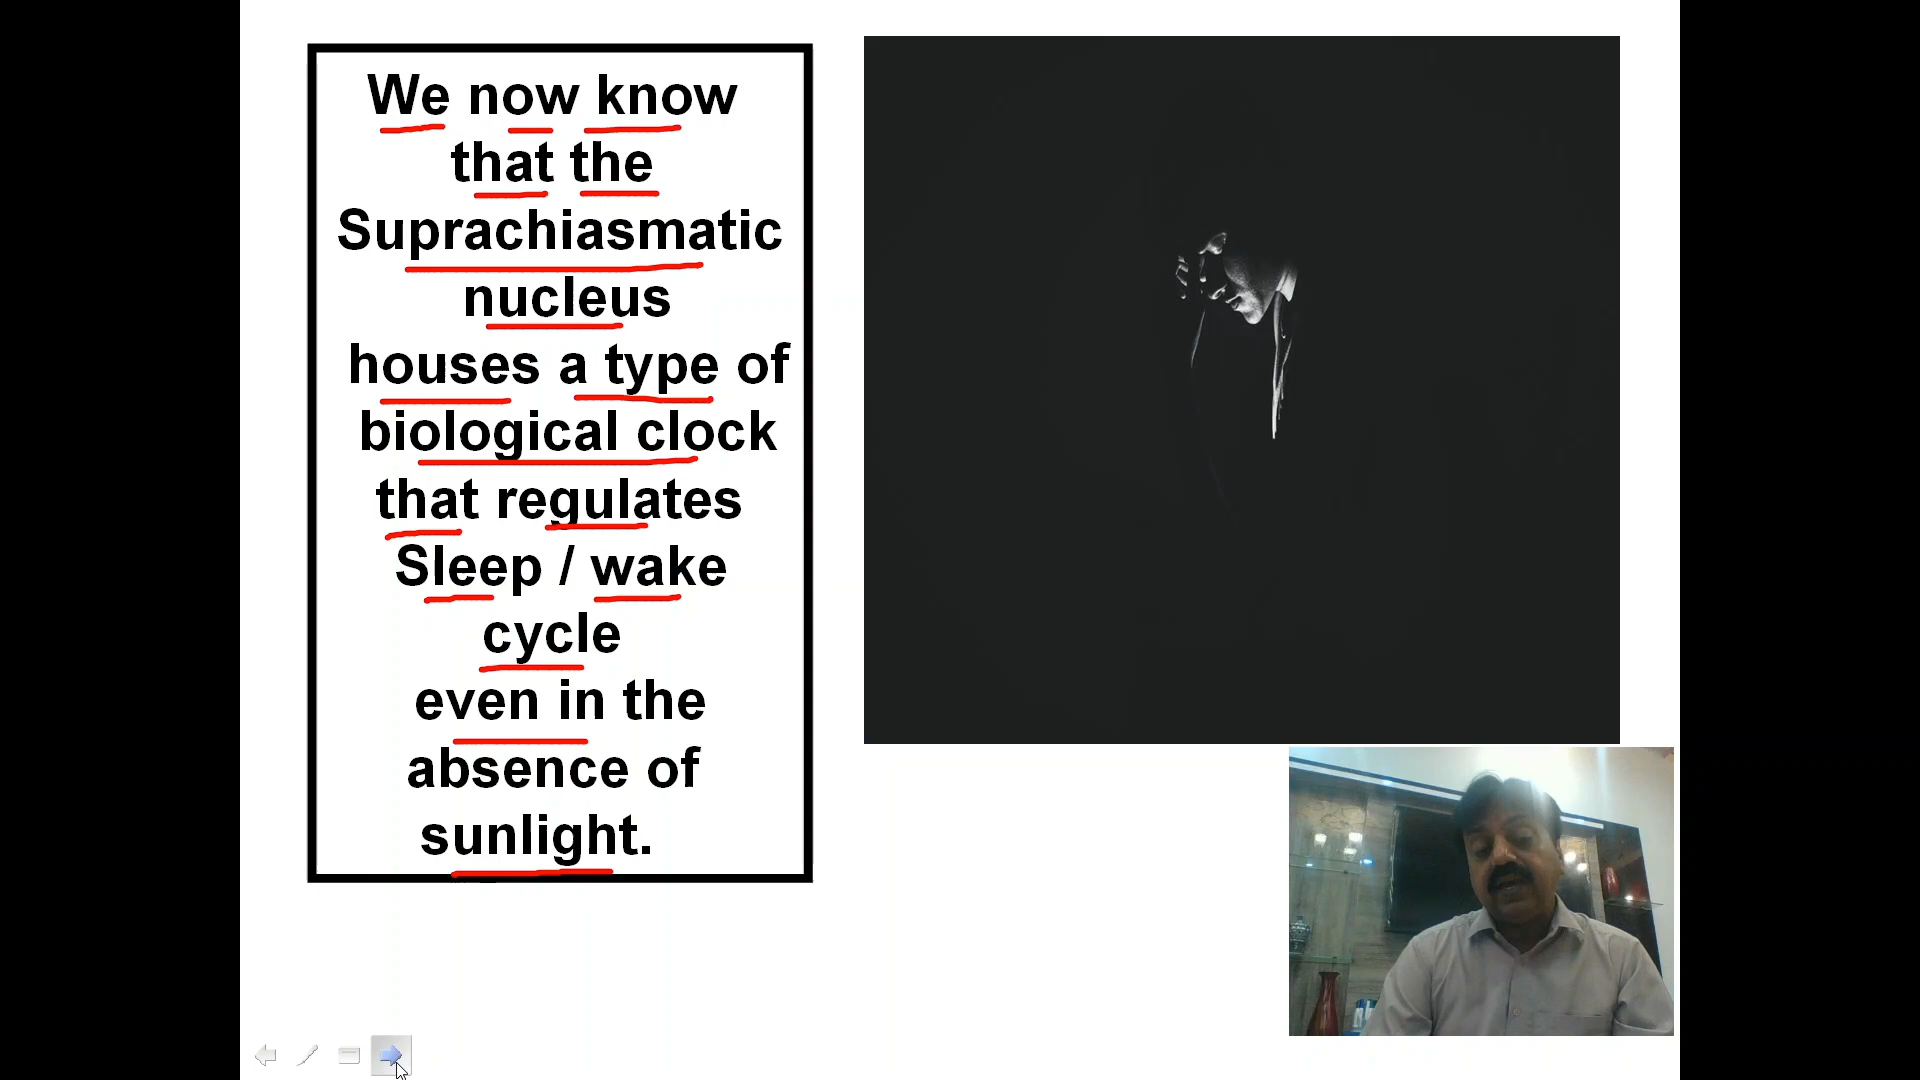 We now know
that the
Suprachiasmatic
nucleus
houses a type of
biological clock
that regulates
Sleep / wake
cycle
even in the
absence of
sunlight.